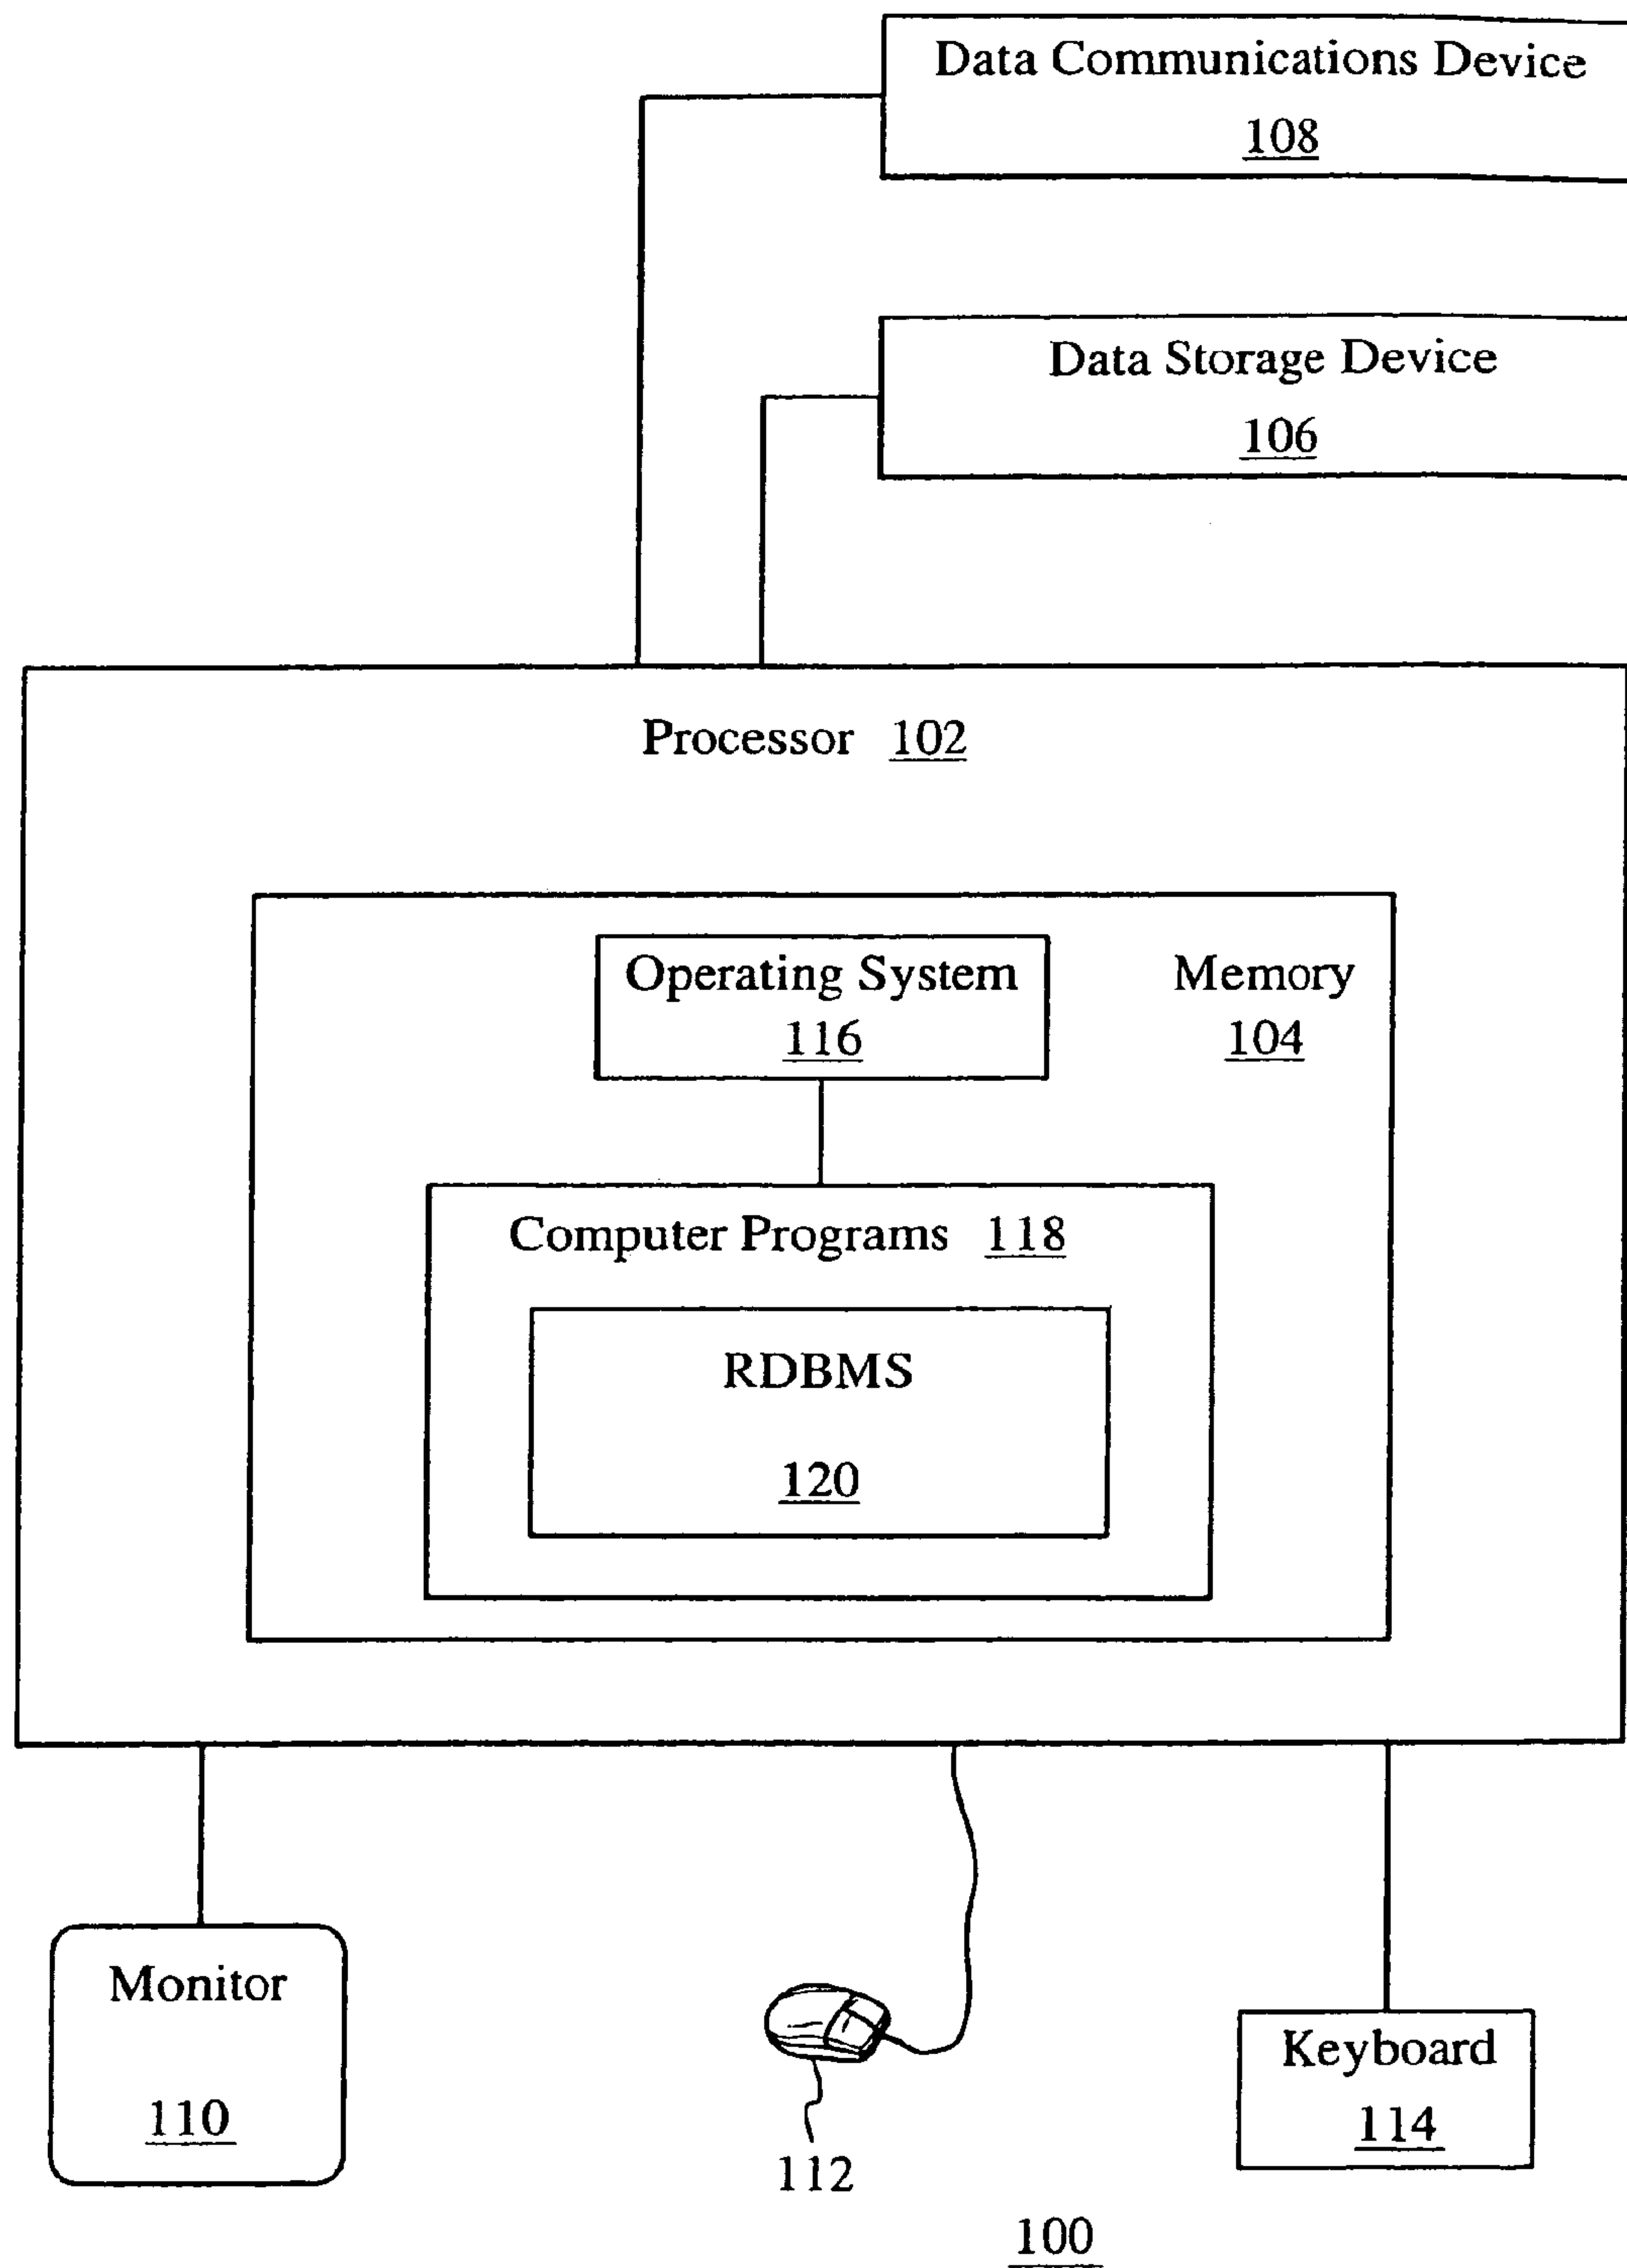 Data Communications Device
108
Data Storage Device
106
Processor 102
Operating System
116
Memory
104
Computer Programs 118
RDBMS
120
Monitor
110
112
Keyboard
114
100